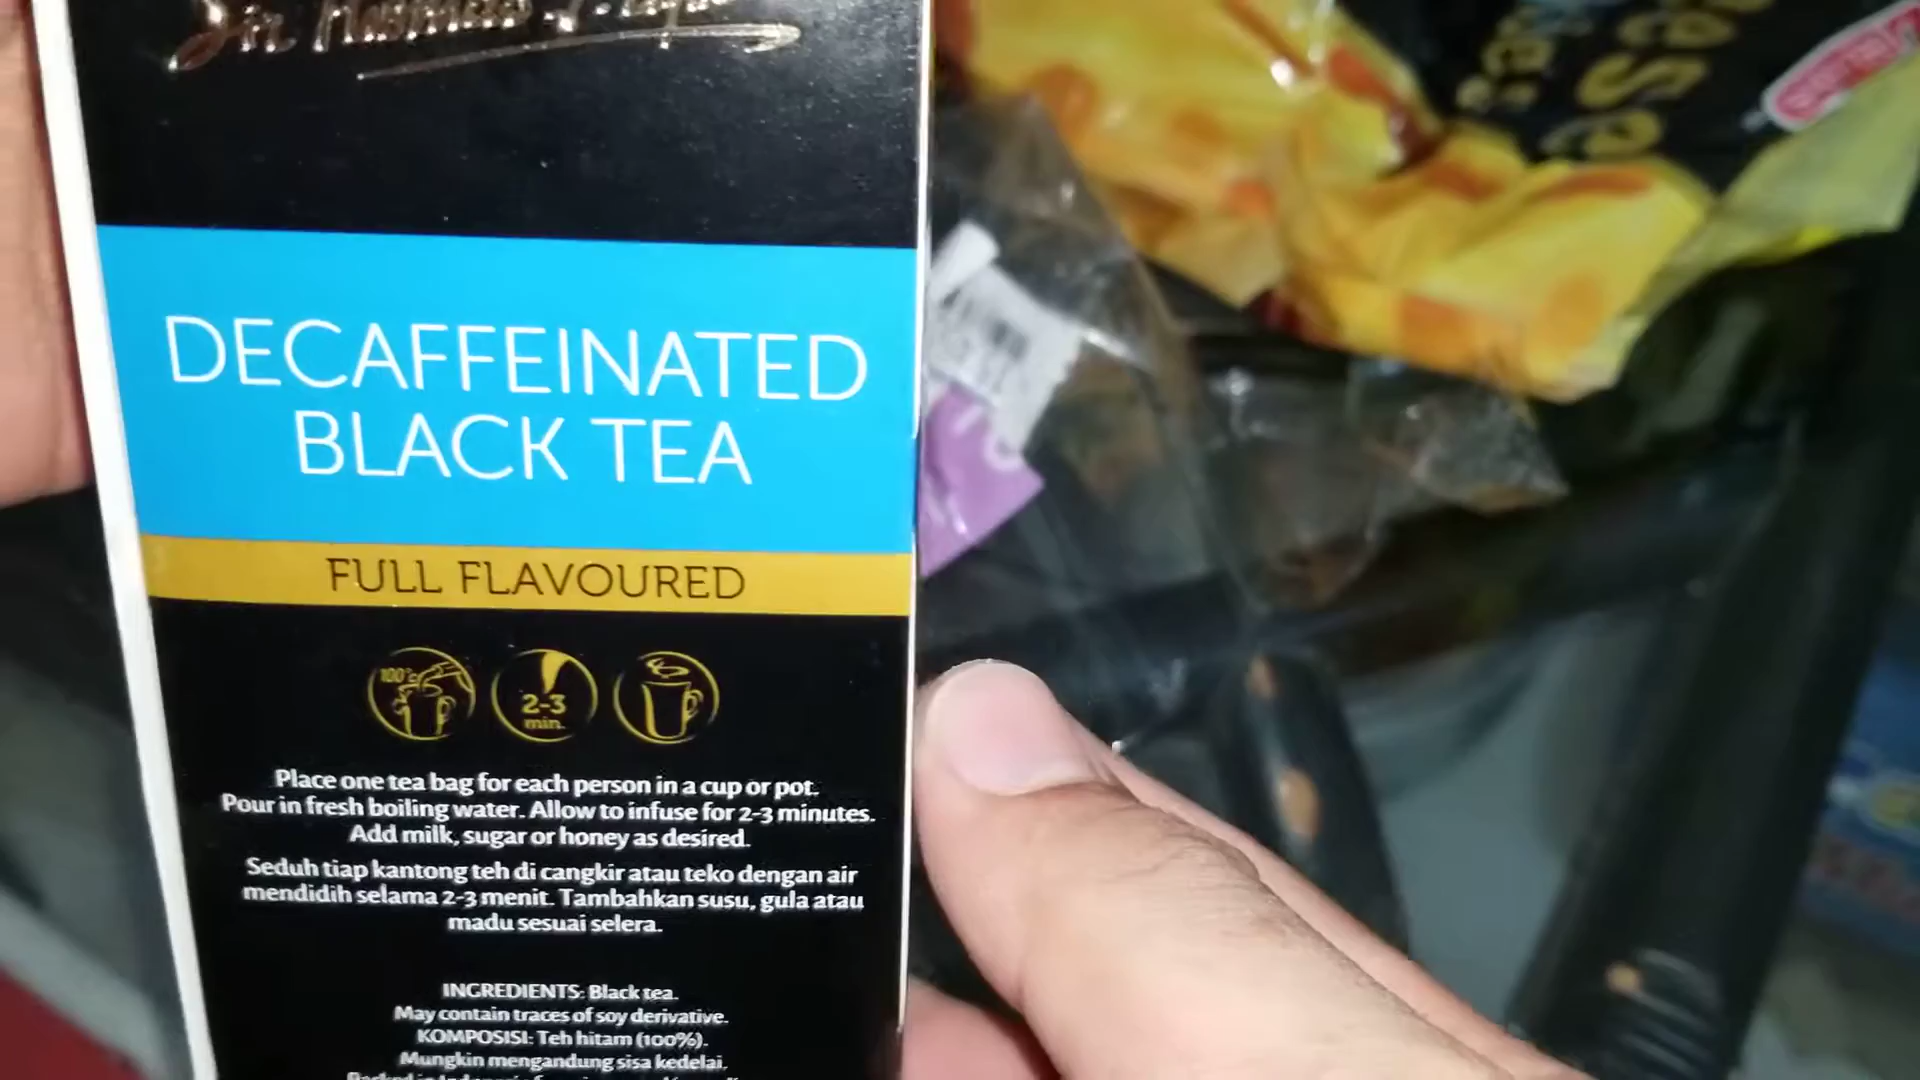 DECAFFEINATED
BLACK TEA
FULL FLAVOURED
100°c
2-3
min.
Place one tea bag for each person in a cup or pot.
Pour in fresh boiling water. Allow to infuse for 2-3 minutes.
Add milk, sugar or honey as desired.
Seduh tiap kantong teh di cangkir atau teko dengan air
mendidih selama 2-3 menit. Tambahkan susu, gula atau
madu sesuai selera.
INGREDIENTS: Black tea.
May contain traces of soy derivative.
KOMPOSISI: Teh hitam (100%).
Mungkin mengandung sisa kedelai.